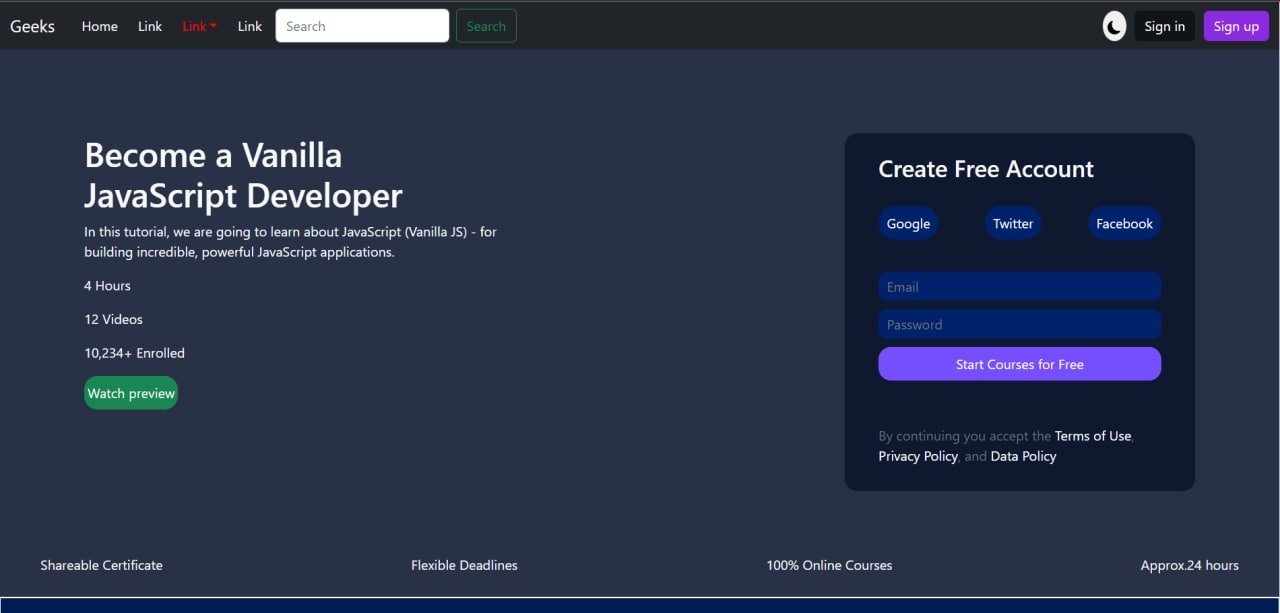 Geeks Home Link Link Link Search Search Sign in Sign up
Become a Vanilla
JavaScript Developer
In this tutorial, we are going to learn about JavaScript (Vanilla JS) - for
building incredible, powerful JavaScript applications.
4 Hours
12 Videos
10,234+ Enrolled
Watch preview
Create Free Account
Google Twitter Facebook
Email
Password
Start Courses for Free
By continuing you accept the Terms of Use,
Privacy Policy, and Data Policy
Shareable Certificate Flexible Deadlines 100% Online Courses Approx.24 hours